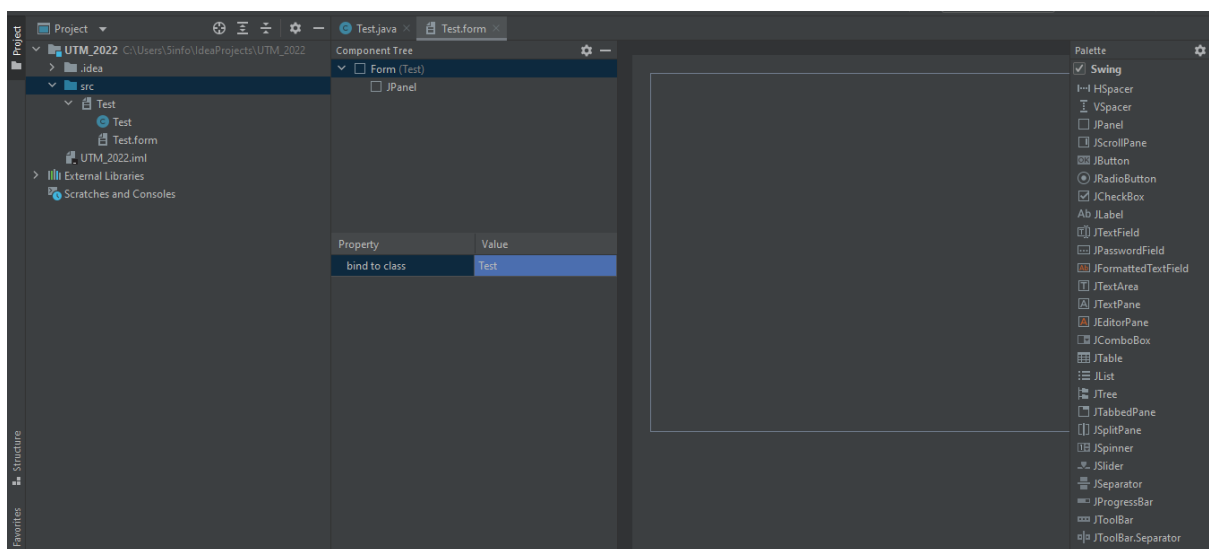 Project
Project
Structure
Favorites
UTM_2022 C:\Users\5info\IdeaProjects\UTM_2022
.idea
src
Test
Test
Test.form
UTM_2022.iml
External Libraries
Scratches and Consoles
Test.java
Test.form
Component Tree
Form (Test)
JPanel
Property Value
bind to class Test
Palette
Swing
HSpacer
VSpacer
JPanel
JScrollPane
JButton
JRadioButton
JCheckBox
Ab JLabel
JTextField
JPasswordField
JFormattedTextField
JTextArea
JTextPane
JEditorPane
JComboBox
JTable
JList
JTree
JTabbedPane
JSplitPane
JSpinner
JSlider
JSeparator
JProgressBar
JToolBar
JToolBar.Separator